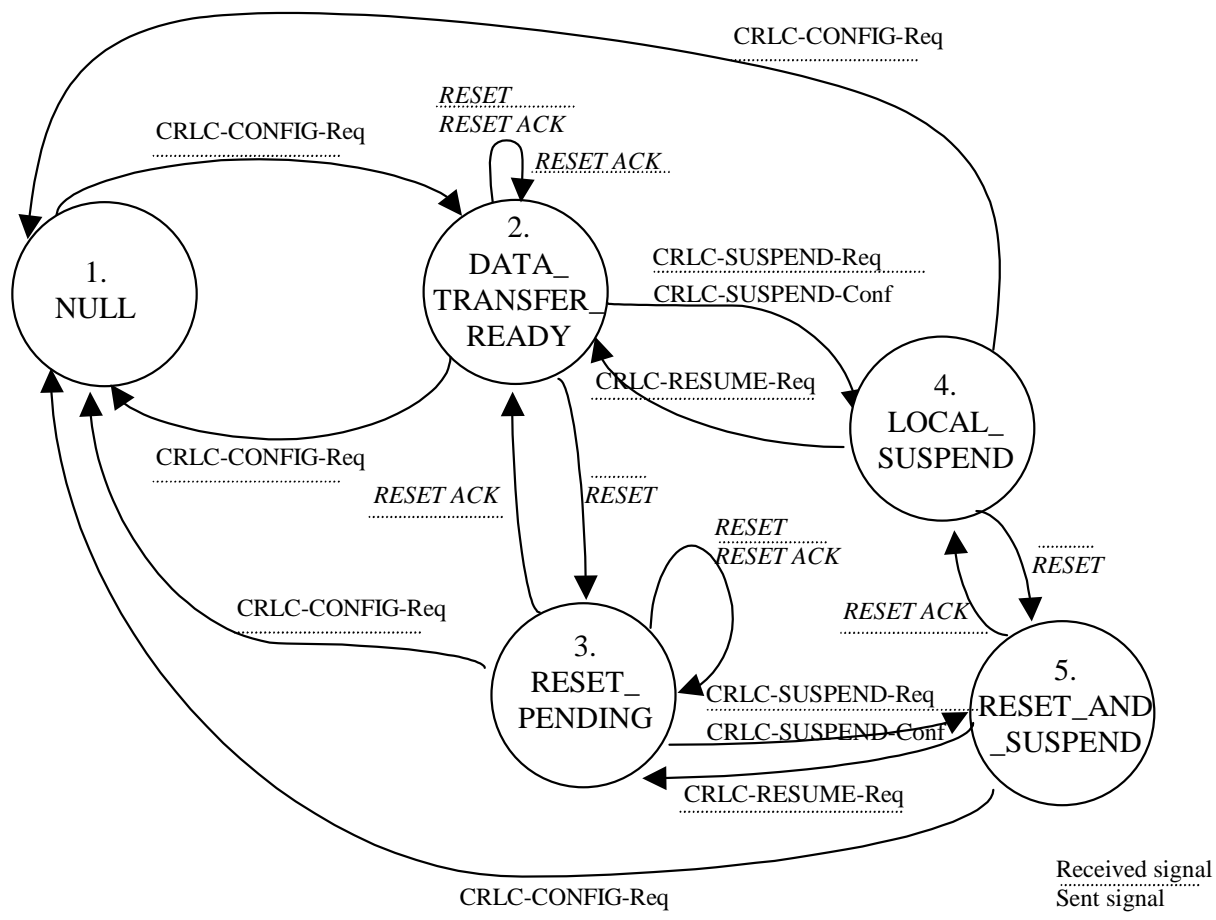 CRLC-CONFIG-Req
RESET
RESET ACK
CRLC-CONFIG-Req
RESET ACK
1.
NULL
2.
DATA_
TRANSFER_
READY
CRLC-SUSPEND-Req
CRLC-SUSPEND-Conf
CRLC-RESUME-Req
4.
LOCAL_
SUSPEND
CRLC-CONFIG-Req
RESET ACK
RESET
RESET
RESET ACK
RESET
CRLC-CONFIG-Req
RESET ACK
3.
RESET_
PENDING
CRLC-SUSPEND-Req
CRLC-SUSPEND-Conf
5.
RESET_AND
_SUSPEND
CRLC-RESUME-Req
CRLC-CONFIG-Req
Received signal
Sent signal